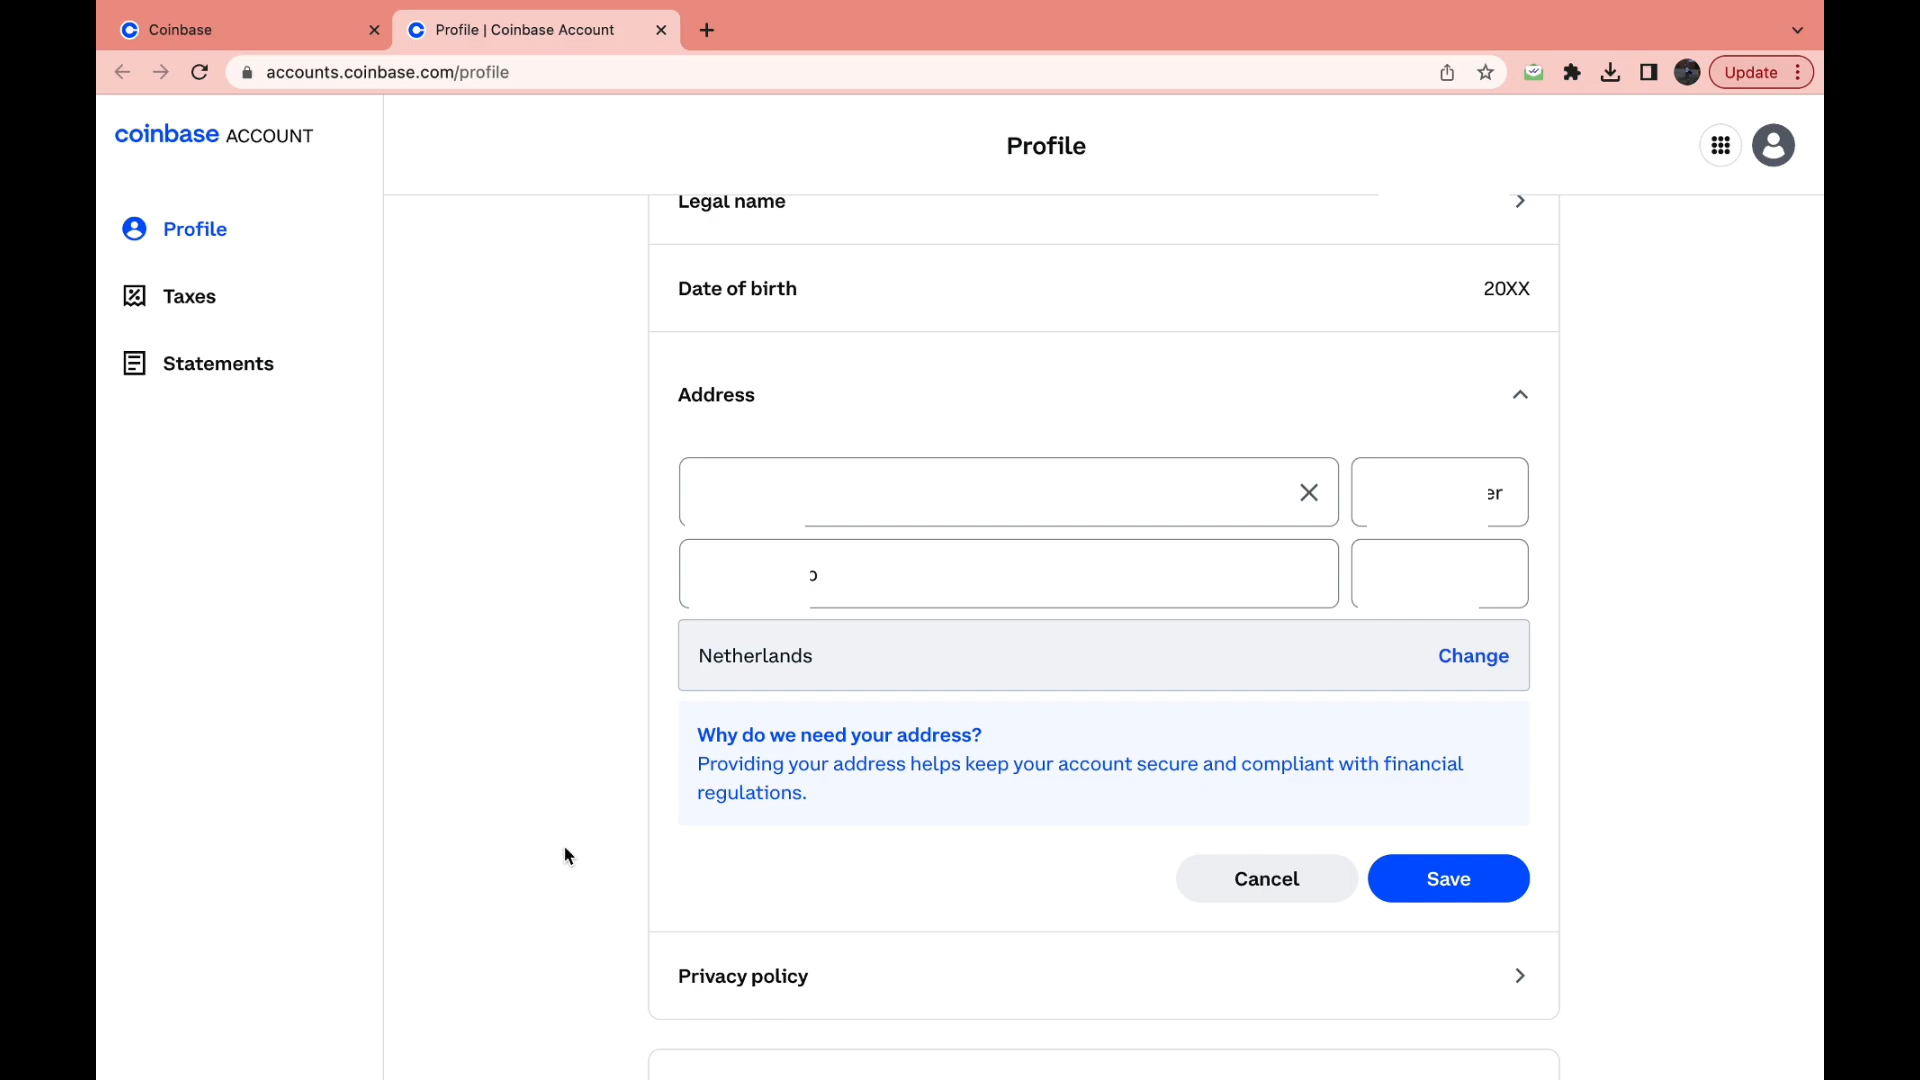 Coinbase
Profile | Coinbase Account
accounts.coinbase.com/profile
Update
coinbase ACCOUNT
Profile
Profile
Taxes
Statements
Legal name
Date of birth
20XX
Address
er
Netherlands
Change
Why do we need your address?
Providing your address helps keep your account secure and compliant with financial
regulations.
Cancel
Save
Privacy policy